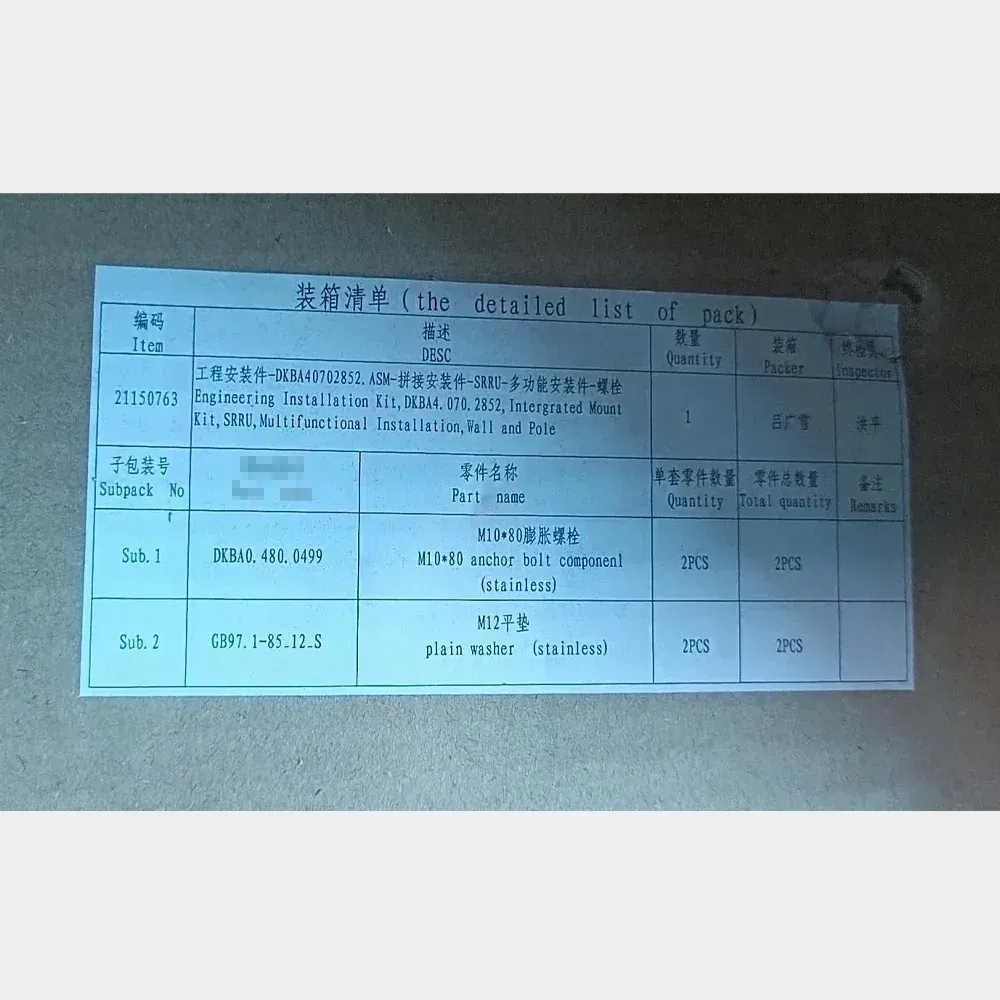 装箱清单(the detailed list of pack)
编码
Item
描述
DESC
数量
Quantity
装箱
Packer
Inspector
21150763
工程安装件-DKBA40702852.ASM-拼接安装件-SRRU-多功能安装件-螺栓
Engineering Installation Kit,DKBA4.070.2852,Intergrated Mount
Kit,SRRU,Multifunctional Installation,Wall and Pole
1
吕广雪
洪平
子包装号
Subpack No
零件名称
Part name
单套零件数量
Quantity
零件总数量
Total quantity
备注
Remarks
Sub.1
DKBA0.480.0499
M10*80膨胀螺栓
M10*80 anchor bolt componenl
(stainless)
2PCS
2PCS
Sub.2
GB97.1-85_12_S
M12平垫
plain washer (stainless)
2PCS
2PCS